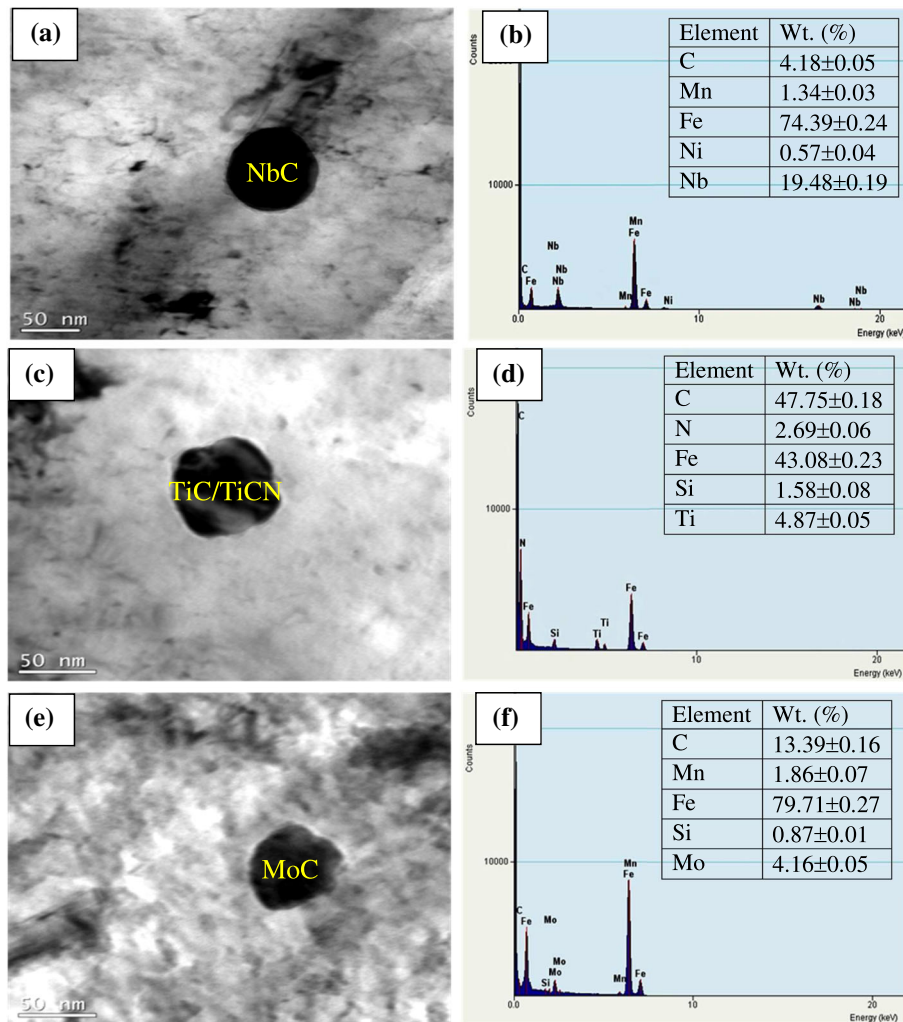 (a)
NbC
50 nm
(b)
Counts
10000
Element Wt. (%)
C 4.18±0.05
Mn 1.34±0.03
Fe 74.39±0.24
Ni 0.57±0.04
Nb 19.48±0.19
Mn
Fe
Nb
C
Fe
Nb
Nb
Mn
Fe
Ni
Nb
Nb
Nb
0.0 10 20
Energy (keV)
(c)
TiC/TiCN
50 nm
(d)
Counts
10000
Element Wt. (%)
C 47.75±0.18
N 2.69±0.06
Fe 43.08±0.23
Si 1.58±0.08
Ti 4.87±0.05
C
N
Fe
Si
Ti
Ti
Fe
Fe
10 20
Energy (keV)
(e)
MoC
50 nm
(f)
Counts
10000
Element Wt. (%)
C 13.39±0.16
Mn 1.86±0.07
Fe 79.71±0.27
Si 0.87±0.01
Mo 4.16±0.05
Mn
Fe
C
Fe
Mo
Mo
Mo
Si
Mn
Fe
0.0 10 20
Energy (keV)